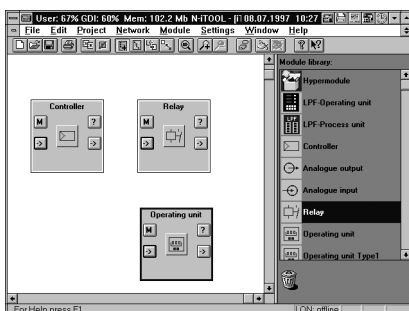 User: 67% GDI: 60% Mem: 102.2 Mb N-iTOOL - [i1 08.07.1997 10:27
File Edit Project Network Module Settings Window Help
Module library:
Hypermodule
LPF-Operating unit
LPF
LPF-Process unit
Controller
Analogue output
Analogue input
Relay
Operating unit
Operating unit Type1
Controller
M ?
Relay
M ?
Operating unit
M ?
For Help press F1
LON: offline